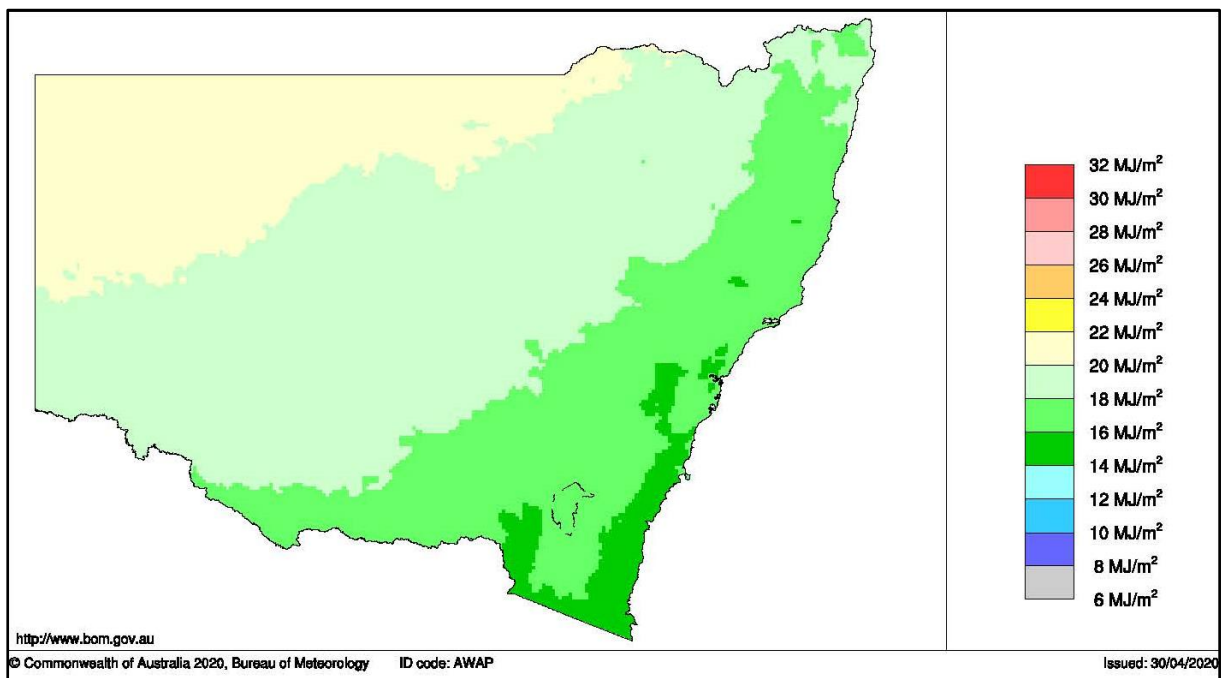 32 MJ/m²
30 MJ/m²
28 MJ/m²
26 MJ/m²
24 MJ/m²
22 MJ/m²
20 MJ/m²
18 MJ/m²
16 MJ/m²
14 MJ/m²
12 MJ/m²
10 MJ/m²
8 MJ/m²
6 MJ/m²
http://www.bom.gov.au
© Commonwealth of Australia 2020, Bureau of Meteorology ID code: AWAP Issued: 30/04/2020